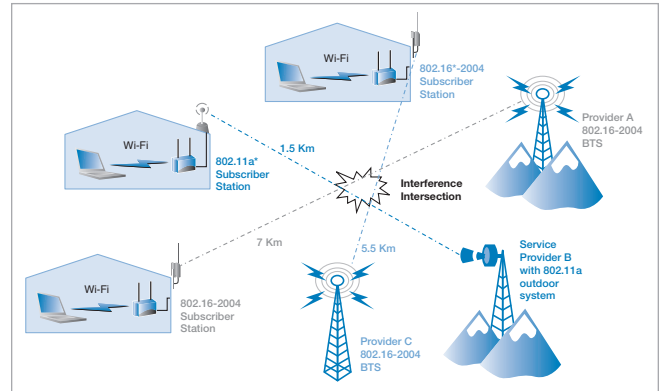 Wi-Fi
802.16*-2004
Subscriber
Station
Provider A
802.16-2004
BTS
Wi-Fi
802.11a*
Subscriber
Station
1.5 Km
Interference
Intersection
7 Km
5.5 Km
Service
Provider B
with 802.11a
outdoor
system
Wi-Fi
802.16-2004
Subscriber
Station
Provider C
802.16-2004
BTS